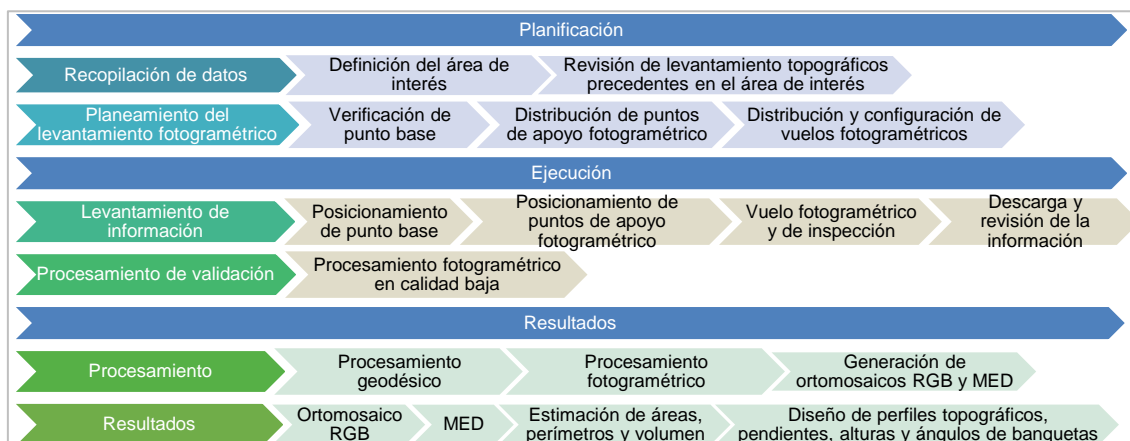 Planificación
Recopilación de datos
Definición del área de
interés
Revisión de levantamiento topográficos
precedentes en el área de interés
Planeamiento del
levantamiento fotogramétrico
Verificación de
punto base
Distribución de puntos
de apoyo fotogramétrico
Distribución y configuración de
vuelos fotogramétricos
Ejecución
Levantamiento de
información
Posicionamiento
de punto base
Posicionamiento de
puntos de apoyo
fotogramétrico
Vuelo fotogramétrico
y de inspección
Descarga y
revisión de la
información
Procesamiento de validación
Procesamiento fotogramétrico
en calidad baja
Resultados
Procesamiento
Procesamiento
geodésico
Procesamiento
fotogramétrico
Generación de
ortomosaicos RGB y MED
Resultados
Ortomosaico
RGB
MED
Estimación de áreas,
perímetros y volumen
Diseño de perfiles topográficos,
pendientes, alturas y ángulos de banquetas